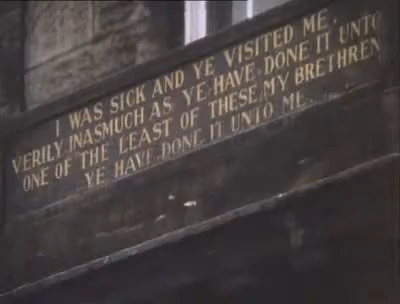 I WAS SICK AND YE VISITED ME.
VERILY INASMUCH AS YE HAVE DONE IT UNTO
ONE OF THE LEAST OF THESE MY BRETHREN
YE HAVE DONE IT UNTO ME.